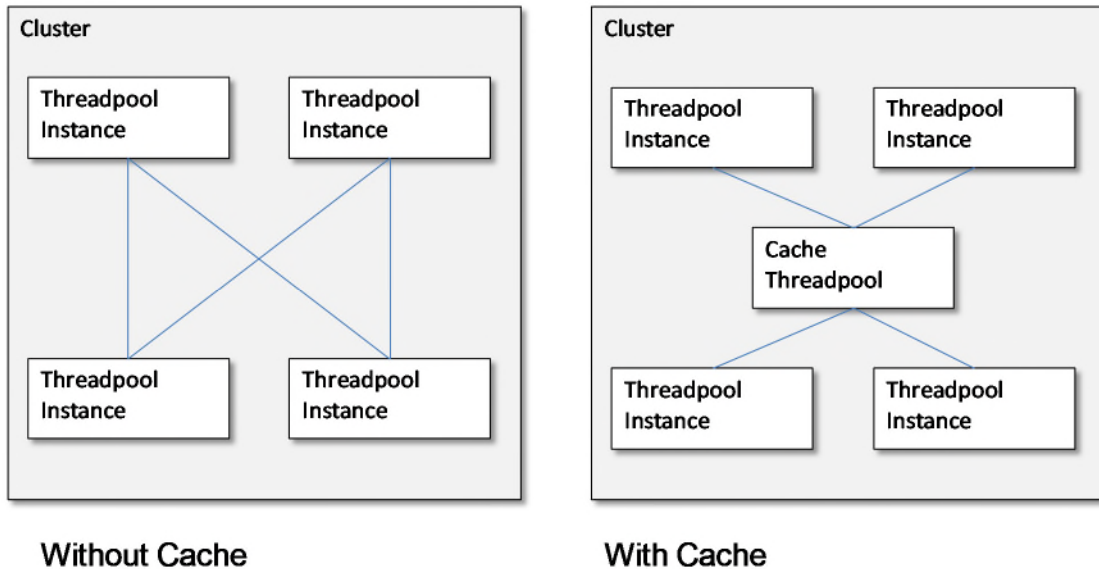 Cluster
Threadpool
Instance
Threadpool
Instance
Threadpool
Instance
Threadpool
Instance
Without Cache
Cluster
Threadpool
Instance
Threadpool
Instance
Cache
Threadpool
Threadpool
Instance
Threadpool
Instance
With Cache